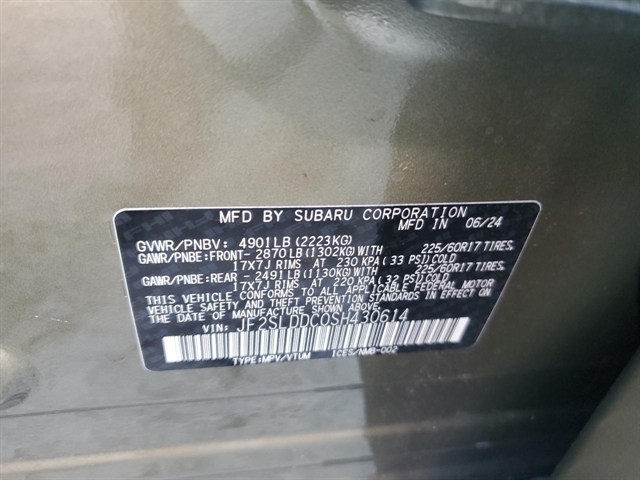 MFD BY SUBARU CORPORATION
MFD IN 06/24
GVWR/PNBV: 4901LB(2223KG)
GAWR/PNBE:FRONT- 2870LB(1302KG)WITH 225/60R17 TIRES,
17X7J RIMS AT 230 KPA (33 PSI)COLD
GAWR/PNBE:REAR - 2491LB(1130KG)WITH 225/60R17 TIRES,
17X7J RIMS AT 220 KPA (32 PSI)COLD
THIS VEHICLE CONFORMS TO ALL APPLICABLE FEDERAL MOTOR
VEHICLE SAFETY AND THEFT PREVENTION STANDARDS IN
EFFECT ON THE DATE OF MANUFACTURE SHOWN ABOVE.
VIN: JF2SLDDC0SH430614
TYPE:MPV/VTUM ICES/NMB-002